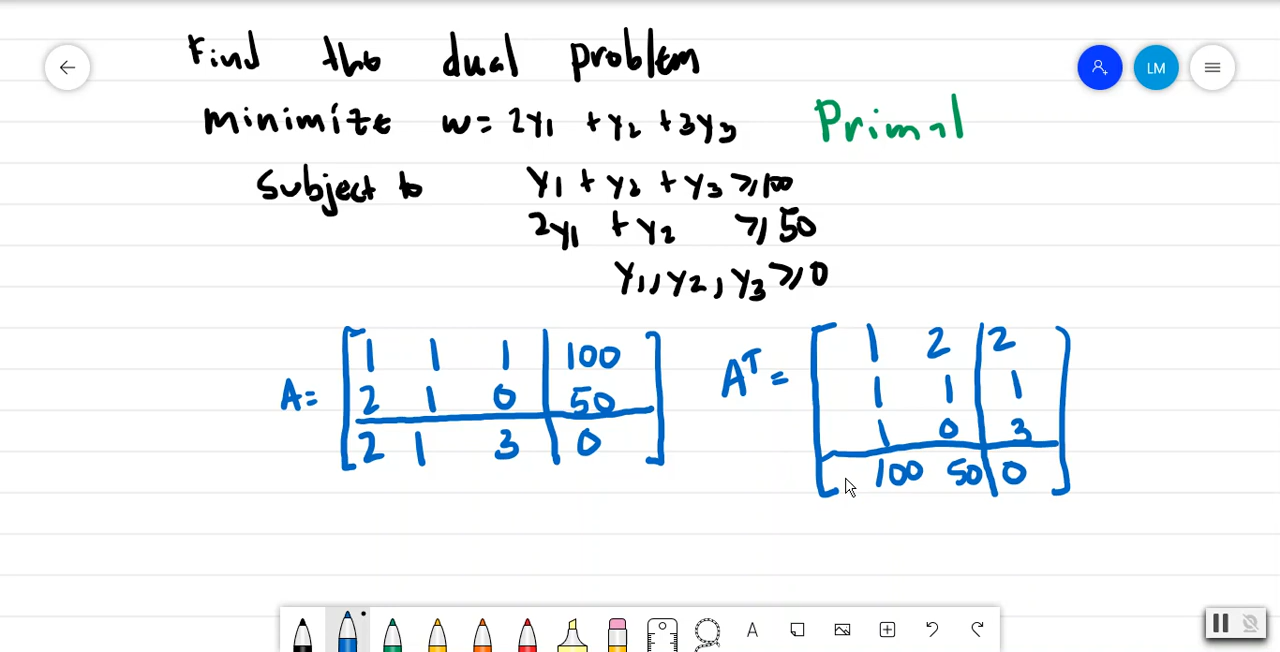 Find the dual problem
Minimize w = 2y₁ + y₂ + 3y₃ Primal
Subject to y₁ + y₂ + y₃ ≥ 100
2y₁ + y₂ ≥ 50
y₁, y₂, y₃ ≥ 0
A = [ 1 1 1 | 100
2 1 0 | 50
2 1 3 | 0 ]
Aᵀ = [ 1 2 | 2
1 1 | 1
1 0 | 3
100 50 | 0 ]
LM
A